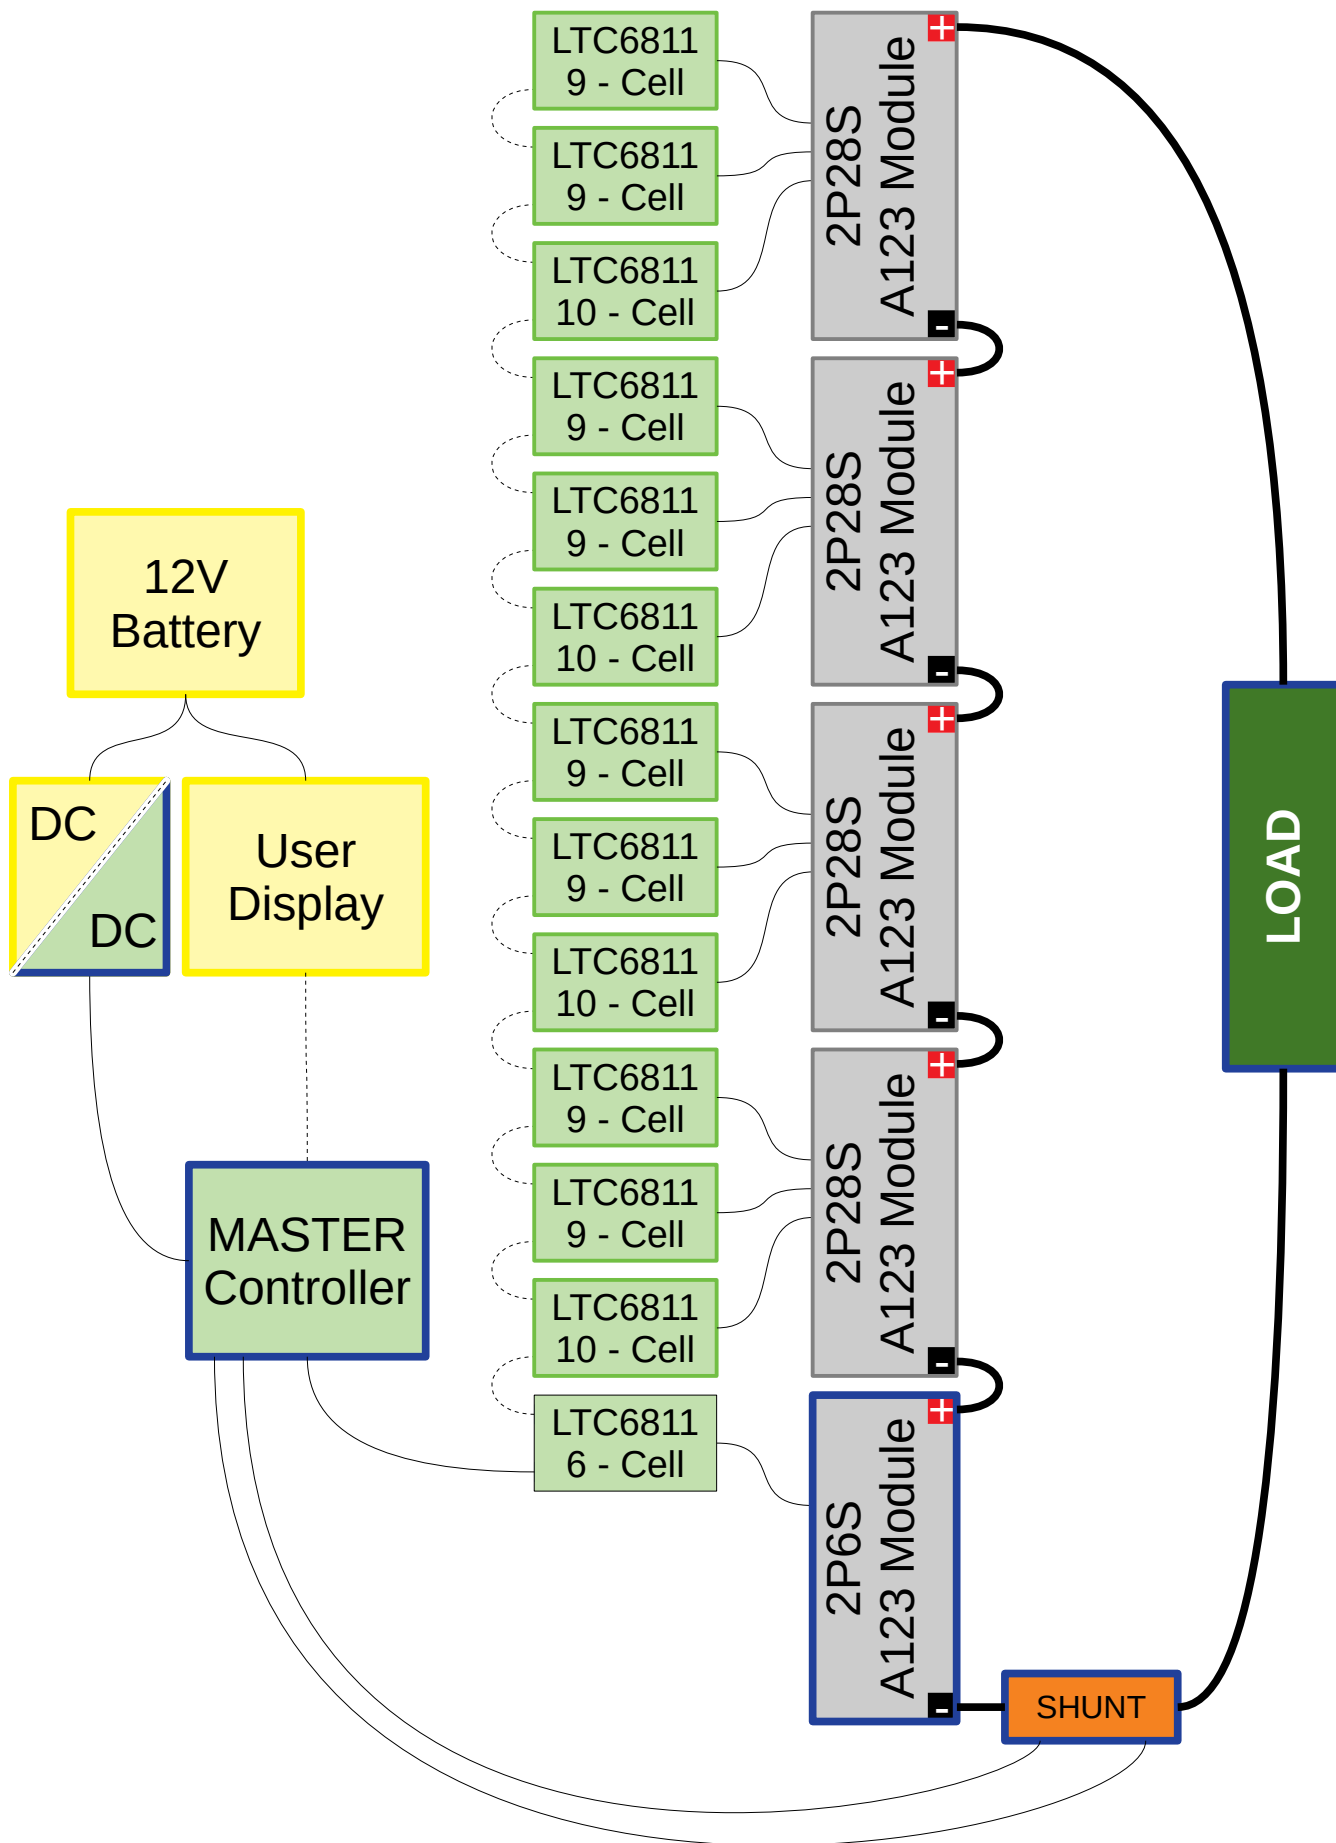 LTC6811
9 - Cell
LTC6811
9 - Cell
LTC6811
10 - Cell
2P28S
A123 Module
+
-
LTC6811
9 - Cell
LTC6811
9 - Cell
LTC6811
10 - Cell
2P28S
A123 Module
+
-
LTC6811
9 - Cell
LTC6811
9 - Cell
LTC6811
10 - Cell
2P28S
A123 Module
+
-
LTC6811
9 - Cell
LTC6811
9 - Cell
LTC6811
10 - Cell
2P28S
A123 Module
+
-
LTC6811
6 - Cell
2P6S
A123 Module
+
-
12V
Battery
DC
DC
User
Display
MASTER
Controller
LOAD
SHUNT